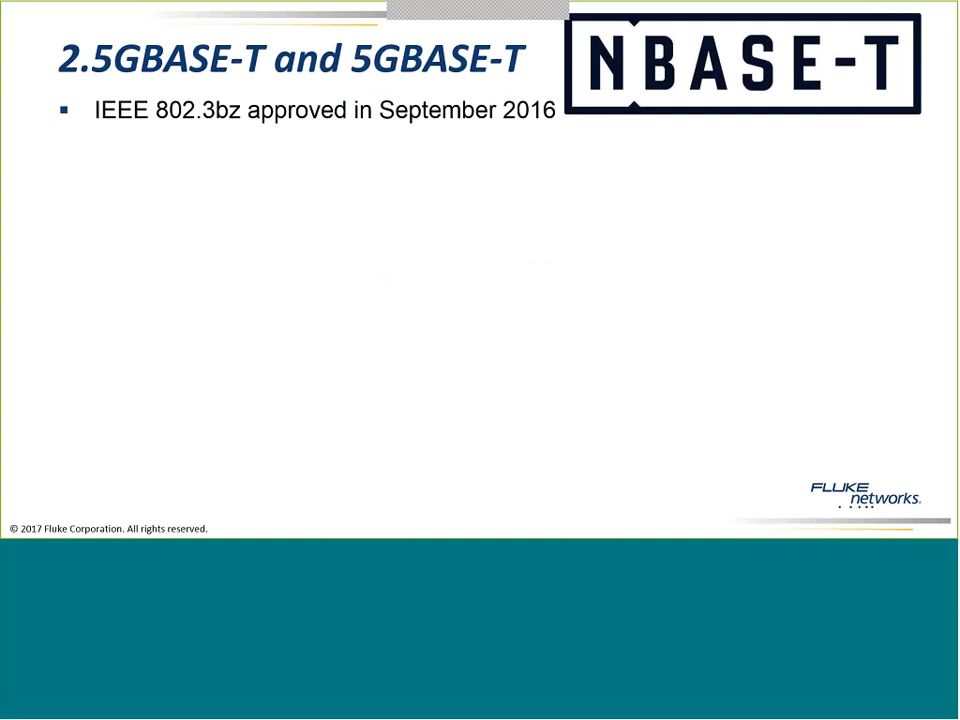 2.5GBASE-T and 5GBASE-T
NBASE-T
▪ IEEE 802.3bz approved in September 2016
FLUKE
networks.
© 2017 Fluke Corporation. All rights reserved.